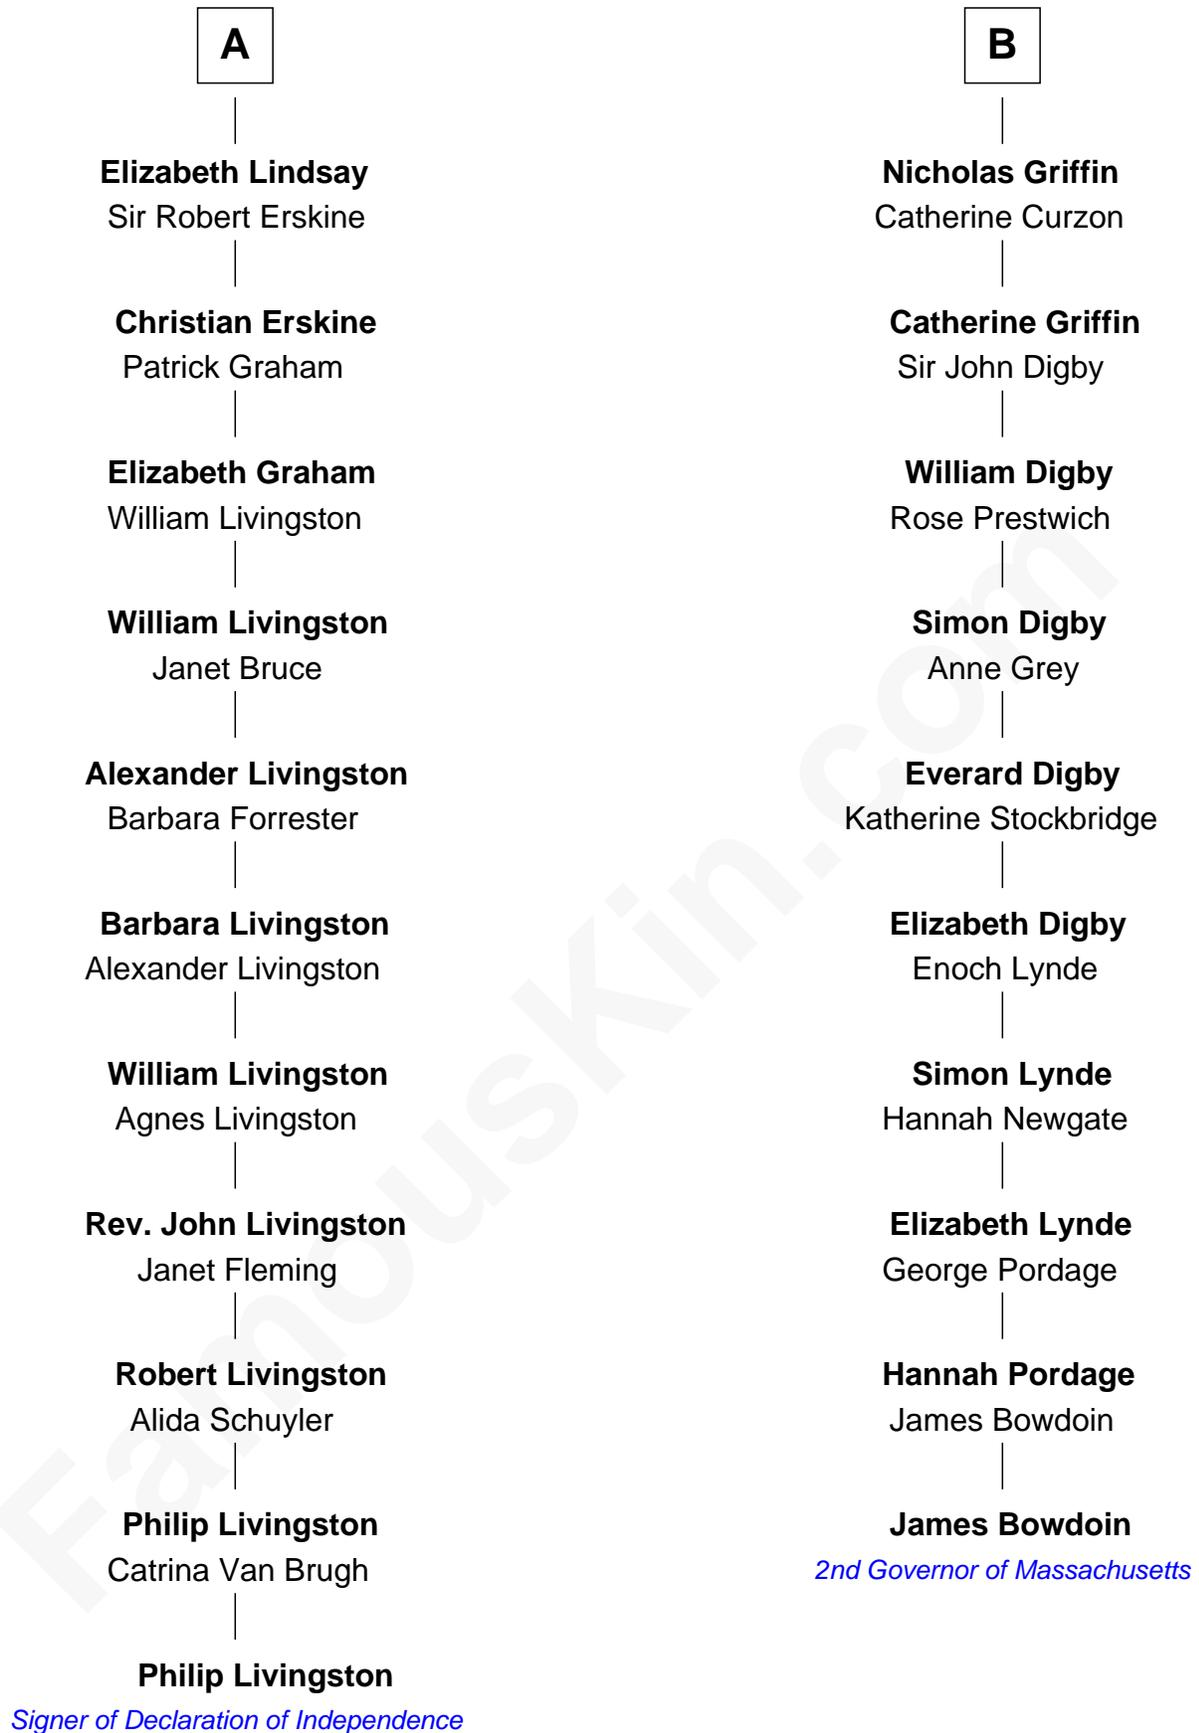 A
Elizabeth Lindsay
Sir Robert Erskine
Christian Erskine
Patrick Graham
Elizabeth Graham
William Livingston
William Livingston
Janet Bruce
Alexander Livingston
Barbara Forrester
Barbara Livingston
Alexander Livingston
William Livingston
Agnes Livingston
Rev. John Livingston
Janet Fleming
Robert Livingston
Alida Schuyler
Philip Livingston
Catrina Van Brugh
Philip Livingston
Signer of Declaration of Independence
B
Nicholas Griffin
Catherine Curzon
Catherine Griffin
Sir John Digby
William Digby
Rose Prestwich
Simon Digby
Anne Grey
Everard Digby
Katherine Stockbridge
Elizabeth Digby
Enoch Lynde
Simon Lynde
Hannah Newgate
Elizabeth Lynde
George Pordage
Hannah Pordage
James Bowdoin
James Bowdoin
2nd Governor of Massachusetts
FamousKin.com